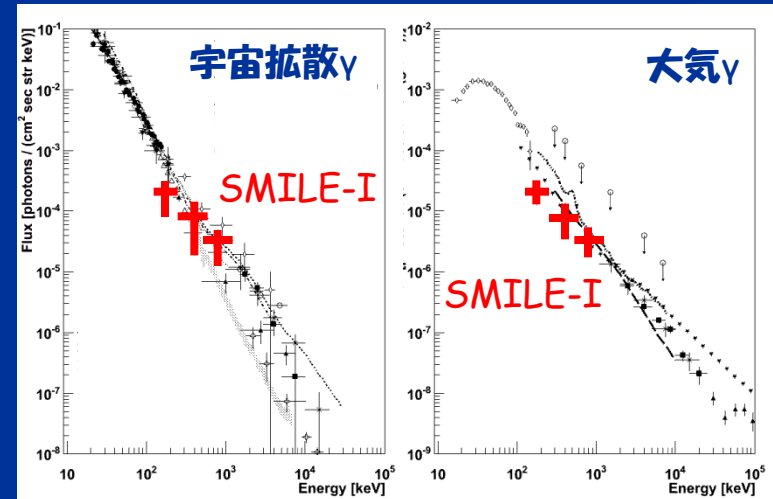 宇宙拡散γ
SMILE-I
Flux [photons / (cm² sec str keV)]
10⁻¹
10⁻²
10⁻³
10⁻⁴
10⁻⁵
10⁻⁶
10⁻⁷
10⁻⁸
10 10² 10³ 10⁴ 10⁵
Energy [keV]
大気γ
SMILE-I
10⁻²
10⁻³
10⁻⁴
10⁻⁵
10⁻⁶
10⁻⁷
10⁻⁸
10⁻⁹
10 10² 10³ 10⁴ 10⁵
Energy [keV]